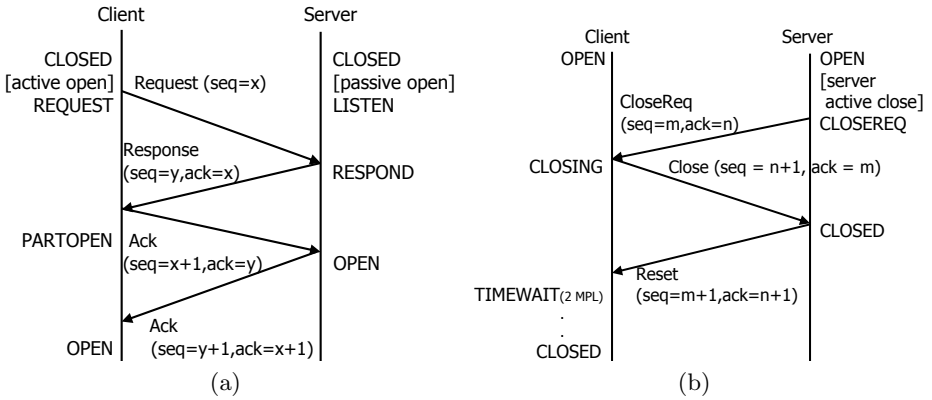 Client Server
CLOSED CLOSED
[active open] [passive open]
REQUEST LISTEN
Request (seq=x)
Response
(seq=y,ack=x)
RESPOND
PARTOPEN
Ack
(seq=x+1,ack=y)
OPEN
Ack
(seq=y+1,ack=x+1)
OPEN
(a)
Client Server
OPEN OPEN
[server
active close]
CLOSEREQ
CloseReq
(seq=m,ack=n)
CLOSING
Close (seq = n+1, ack = m)
CLOSED
Reset
(seq=m+1,ack=n+1)
TIMEWAIT(2 MPL)
.
.
CLOSED
(b)